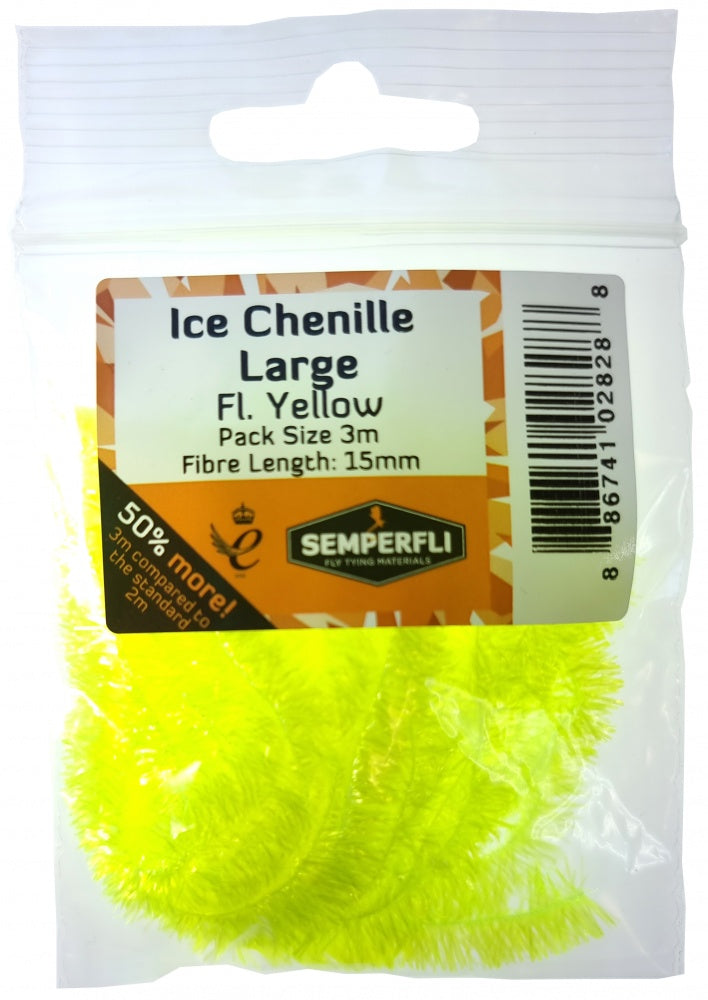 Ice Chenille
Large
Fl. Yellow
Pack Size 3m
Fibre Length: 15mm
50% more!
3m compared to
the standard
2m
e
SEMPERFLI
FLY TYING MATERIALS
8 86741 02828 8